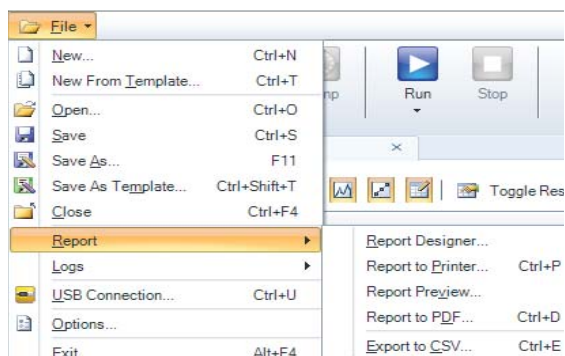 File
New... Ctrl+N
New From Template... Ctrl+T
Open... Ctrl+O
Save Ctrl+S
Save As... F11
Save As Template... Ctrl+Shift+T
Close Ctrl+F4
Report
Logs
USB Connection... Ctrl+U
Options...
Exit Alt+F4
Run
Stop
Toggle Res
Report Designer...
Report to Printer... Ctrl+P
Report Preview...
Report to PDF... Ctrl+D
Export to CSV... Ctrl+E